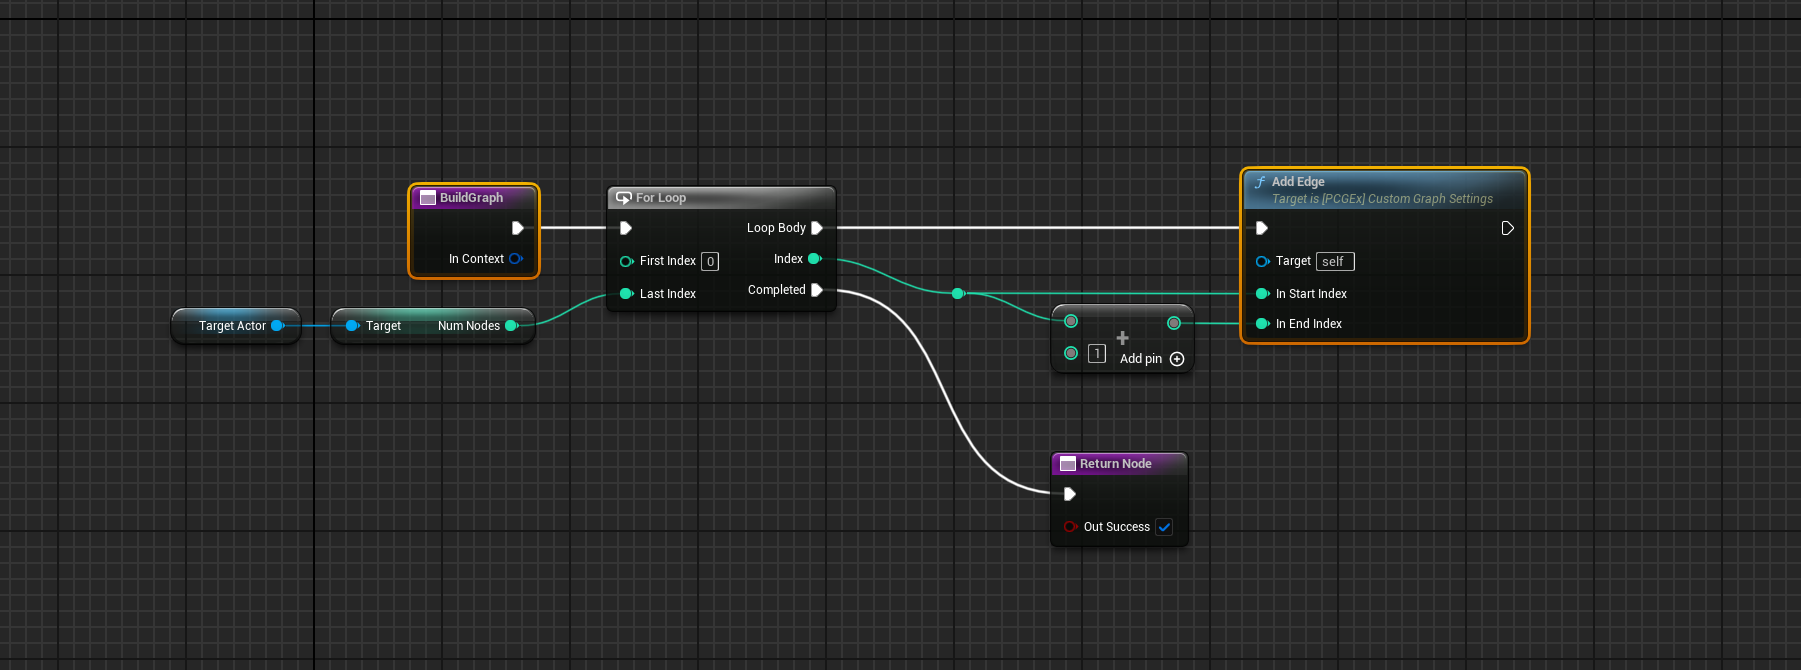 BuildGraph
In Context
Target Actor
Target Num Nodes
For Loop
Loop Body
First Index 0 Index
Last Index Completed
Add Edge
Target is [PCGEx] Custom Graph Settings
Target self
In Start Index
In End Index
1 Add pin
Return Node
Out Success